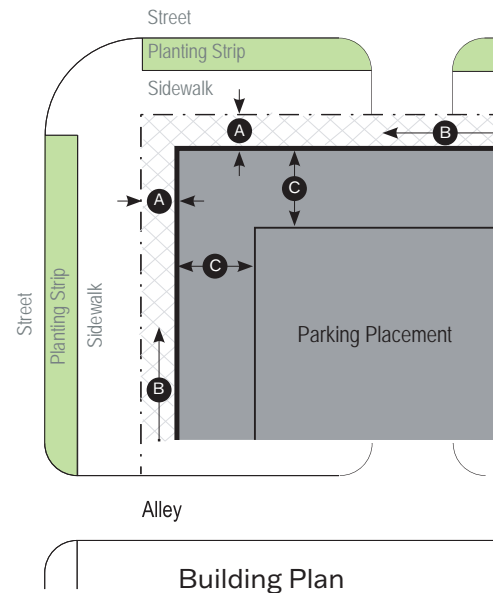 Street
Planting Strip
Sidewalk
A
B
C
A
C
Parking Placement
Street
Planting Strip
Sidewalk
B
Alley
Building Plan